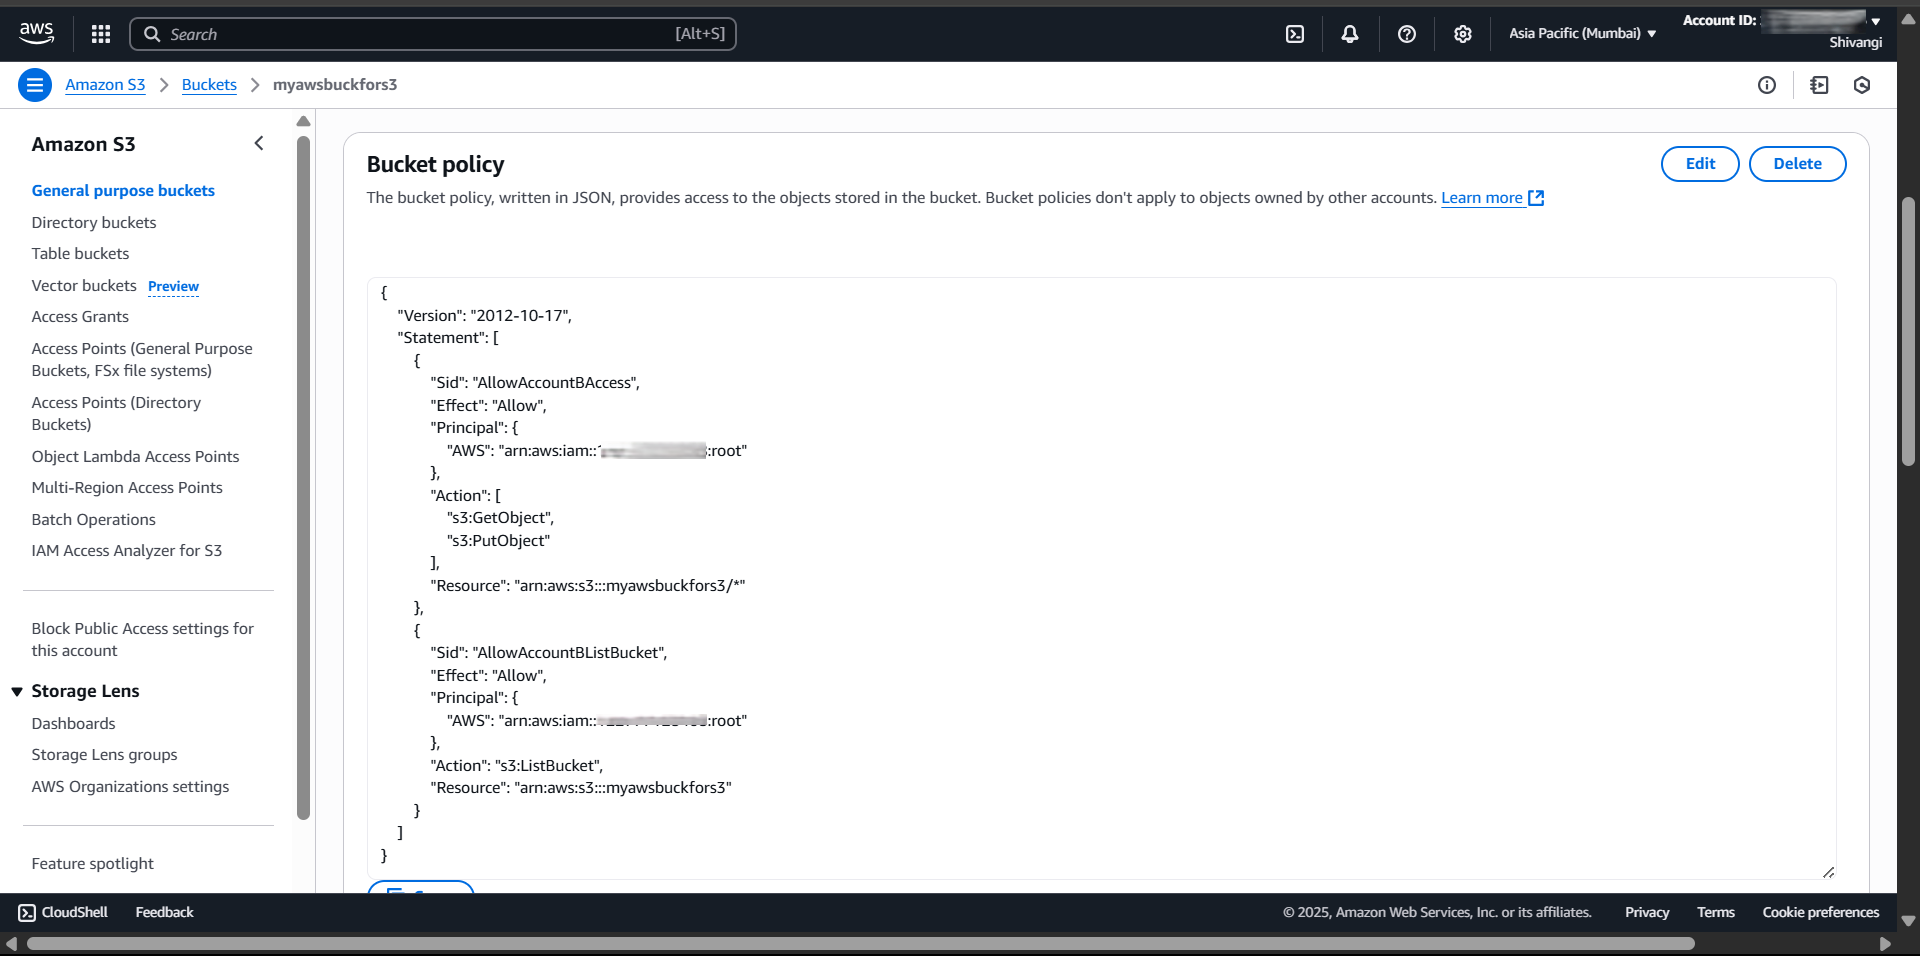 aws
Search
[Alt+S]
Asia Pacific (Mumbai)
Account ID:
Shivangi
Amazon S3
Buckets
myawsbuckfors3
Amazon S3
General purpose buckets
Directory buckets
Table buckets
Vector buckets Preview
Access Grants
Access Points (General Purpose
Buckets, FSx file systems)
Access Points (Directory
Buckets)
Object Lambda Access Points
Multi-Region Access Points
Batch Operations
IAM Access Analyzer for S3
Block Public Access settings for
this account
Storage Lens
Dashboards
Storage Lens groups
AWS Organizations settings
Feature spotlight
Bucket policy
Edit
Delete
The bucket policy, written in JSON, provides access to the objects stored in the bucket. Bucket policies don't apply to objects owned by other accounts. Learn more
{
"Version": "2012-10-17",
"Statement": [
{
"Sid": "AllowAccountBAccess",
"Effect": "Allow",
"Principal": {
"AWS": "arn:aws:iam:: :root"
},
"Action": [
"s3:GetObject",
"s3:PutObject"
],
"Resource": "arn:aws:s3:::myawsbuckfors3/*"
},
{
"Sid": "AllowAccountBListBucket",
"Effect": "Allow",
"Principal": {
"AWS": "arn:aws:iam:: :root"
},
"Action": "s3:ListBucket",
"Resource": "arn:aws:s3:::myawsbuckfors3"
}
]
}
CloudShell
Feedback
© 2025, Amazon Web Services, Inc. or its affiliates.
Privacy
Terms
Cookie preferences